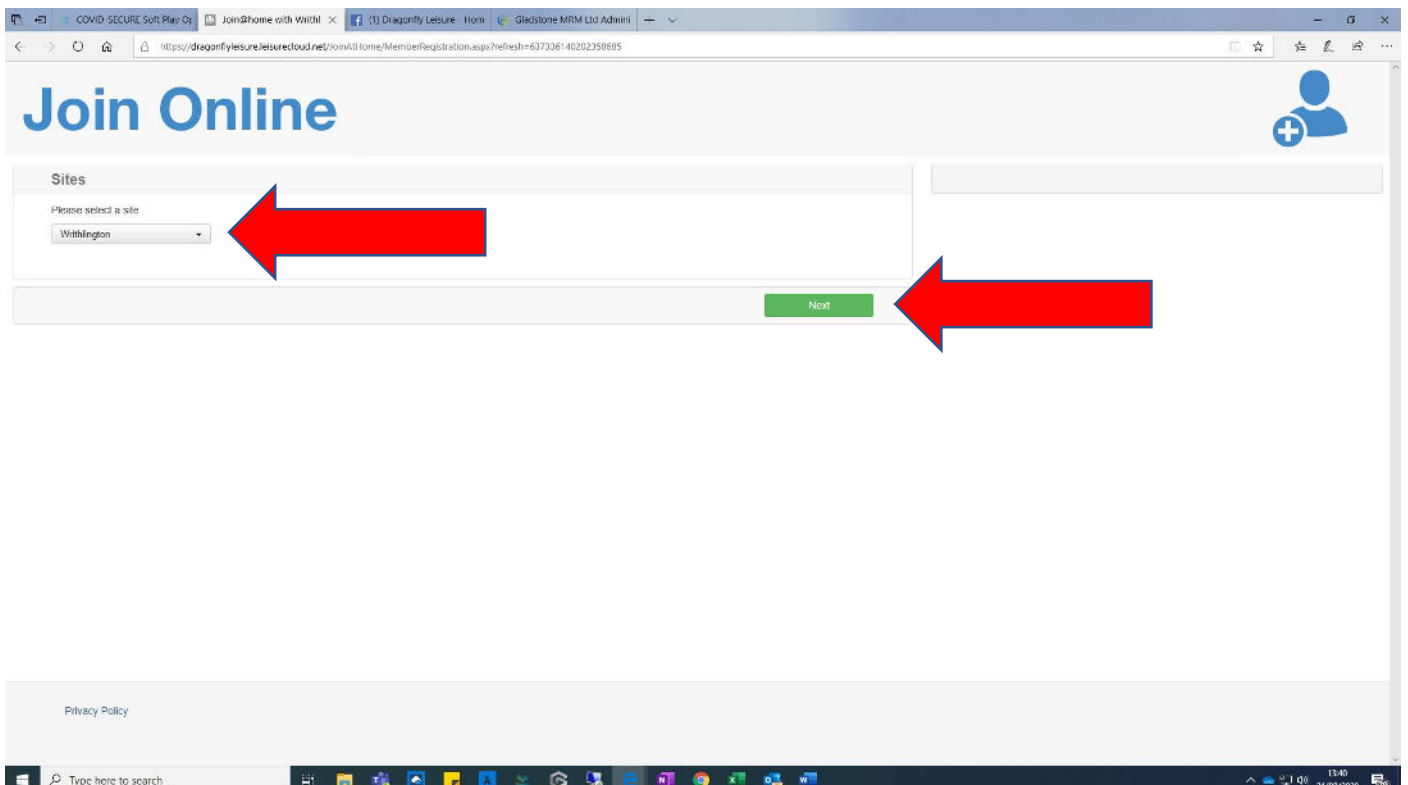 COVID-SECURE Soft Play Op
Join@home with Writhl
(1) Dragonfly Leisure - Hom
Gladstone MRM Ltd Admini
https://dragonflyleisure.leisurecloud.net/JoinAtHome/MemberRegistration.aspx?refresh=637336140202350685
Join Online
Sites
Please select a site
Writhlington
Next
Privacy Policy
Type here to search
13:40